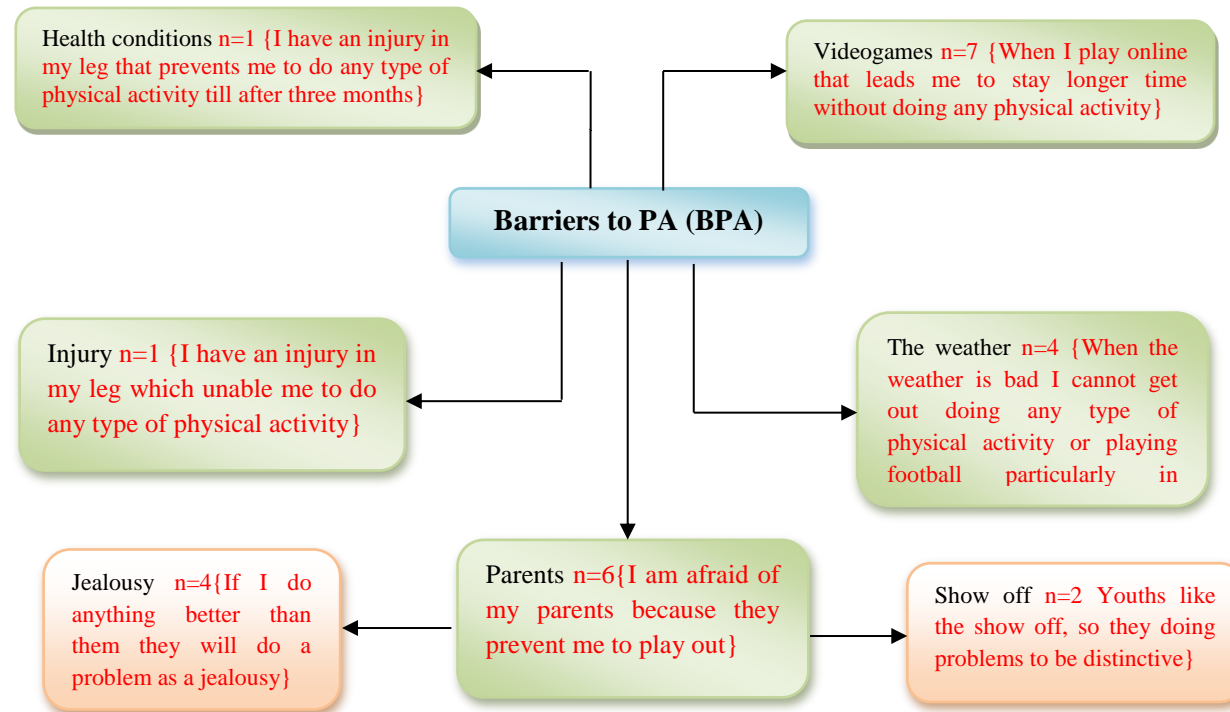 Health conditions n=1 {I have an injury in
my leg that prevents me to do any type of
physical activity till after three months}
Videogames n=7 {When I play online
that leads me to stay longer time
without doing any physical activity}
Barriers to PA (BPA)
Injury n=1 {I have an injury in
my leg which unable me to do
any type of physical activity}
The weather n=4 {When the
weather is bad I cannot get
out doing any type of
physical activity or playing
football particularly in
Jealousy n=4{If I do
anything better than
them they will do a
problem as a jealousy}
Parents n=6{I am afraid of
my parents because they
prevent me to play out}
Show off n=2 Youths like
the show off, so they doing
problems to be distinctive}